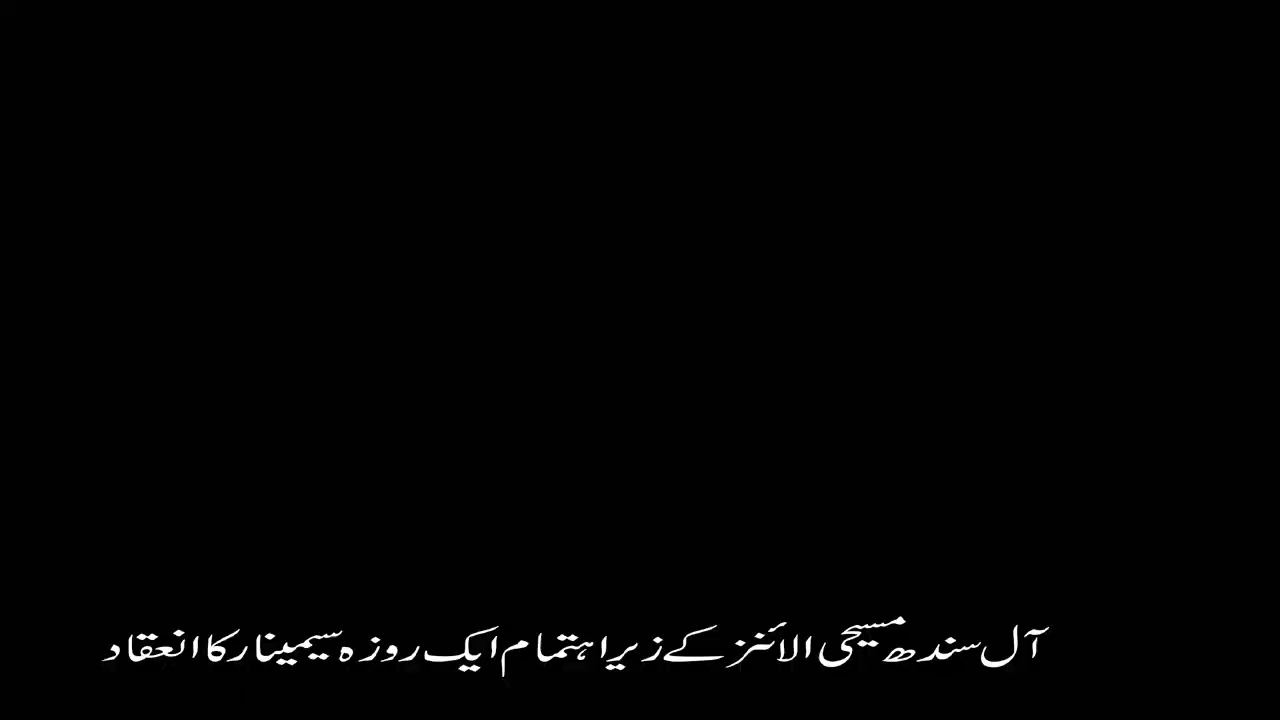 آل سندھ مسیحی الائنز کے زیر اہتمام ایک روزہ سیمینار کا انعقاد